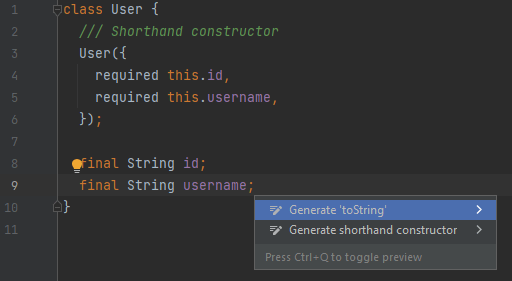 1 class User {
2 /// Shorthand constructor
3 User({
4 required this.id,
5 required this.username,
6 });
7
8 final String id;
9 final String username;
10 }
11
Generate 'toString'
Generate shorthand constructor
Press Ctrl+Q to toggle preview